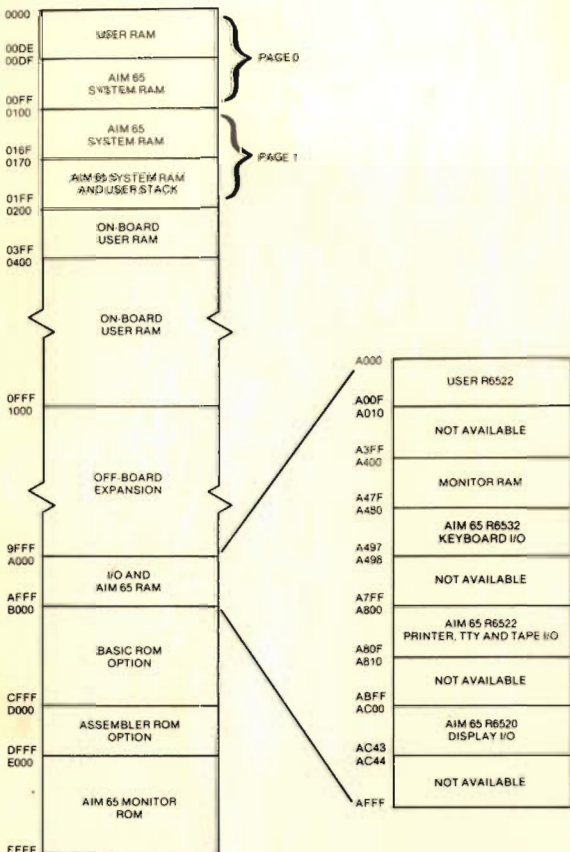 0000
USER RAM
00DE
00DF
PAGE 0
AIM 65
SYSTEM RAM
00FF
0100
AIM 65
SYSTEM RAM
016F
0170
PAGE 1
AIM 65 SYSTEM RAM
AND USER STACK
01FF
0200
ON-BOARD
USER RAM
03FF
0400
ON-BOARD
USER RAM
0FFF
1000
OFF-BOARD
EXPANSION
9FFF
A000
I/O AND
AIM 65 RAM
AFFF
B000
BASIC ROM
OPTION
CFFF
D000
ASSEMBLER ROM
OPTION
DFFF
E000
AIM 65 MONITOR
ROM
FFFF
A000
USER R6522
A00F
A010
NOT AVAILABLE
A3FF
A400
MONITOR RAM
A47F
A480
AIM 65 R6532
KEYBOARD I/O
A497
A498
NOT AVAILABLE
A7FF
A800
AIM 65 R6522
PRINTER, TTY AND TAPE I/O
A80F
A810
NOT AVAILABLE
ABFF
AC00
AIM 65 R6520
DISPLAY I/O
AC43
AC44
NOT AVAILABLE
AFFF